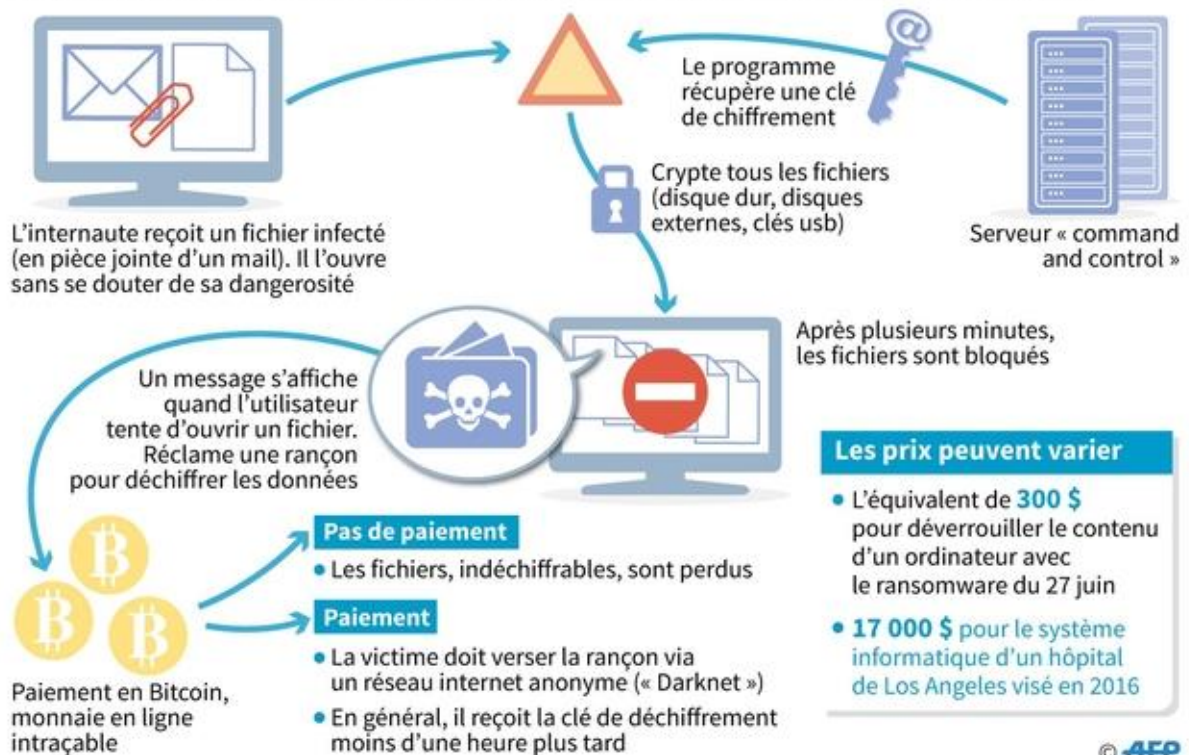 @
Le programme
récupère une clé
de chiffrement
Crypte tous les fichiers
(disque dur, disques
externes, clés usb)
L'internaute reçoit un fichier infecté
(en pièce jointe d'un mail). Il l'ouvre
sans se douter de sa dangerosité
Serveur « command
and control »
Après plusieurs minutes,
les fichiers sont bloqués
Un message s'affiche
quand l'utilisateur
tente d'ouvrir un fichier.
Réclame une rançon
pour déchiffrer les données
Les prix peuvent varier
• L'équivalent de 300 $
pour déverrouiller le contenu
d'un ordinateur avec
le ransomware du 27 juin
• 17 000 $ pour le système
informatique d'un hôpital
de Los Angeles visé en 2016
Pas de paiement
• Les fichiers, indéchiffrables, sont perdus
Paiement
• La victime doit verser la rançon via
un réseau internet anonyme (« Darknet »)
• En général, il reçoit la clé de déchiffrement
moins d'une heure plus tard
Paiement en Bitcoin,
monnaie en ligne
intraçable
© AFP